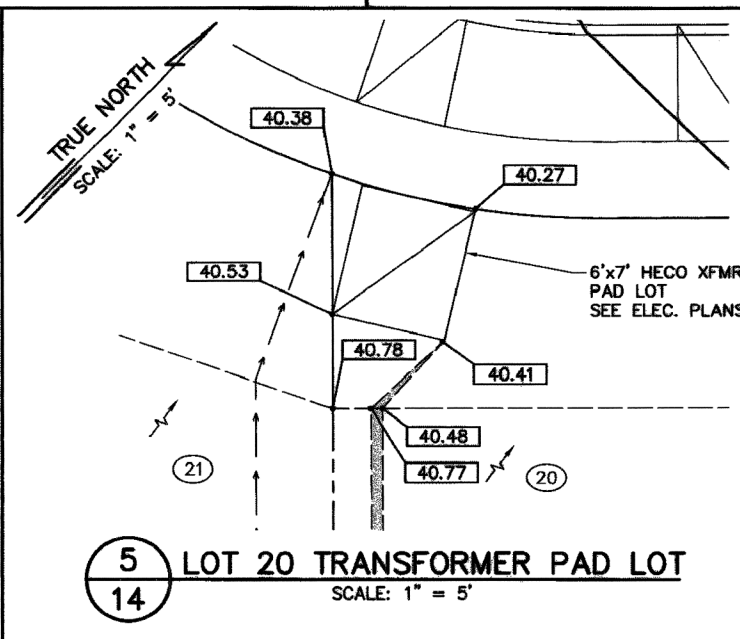 TRUE NORTH
SCALE: 1" = 5'
40.38
40.27
40.53
6'x7' HECO XFMR
PAD LOT
SEE ELEC. PLANS
40.78
40.41
40.48
40.77
21
20
5
14
LOT 20 TRANSFORMER PAD LOT
SCALE: 1" = 5'